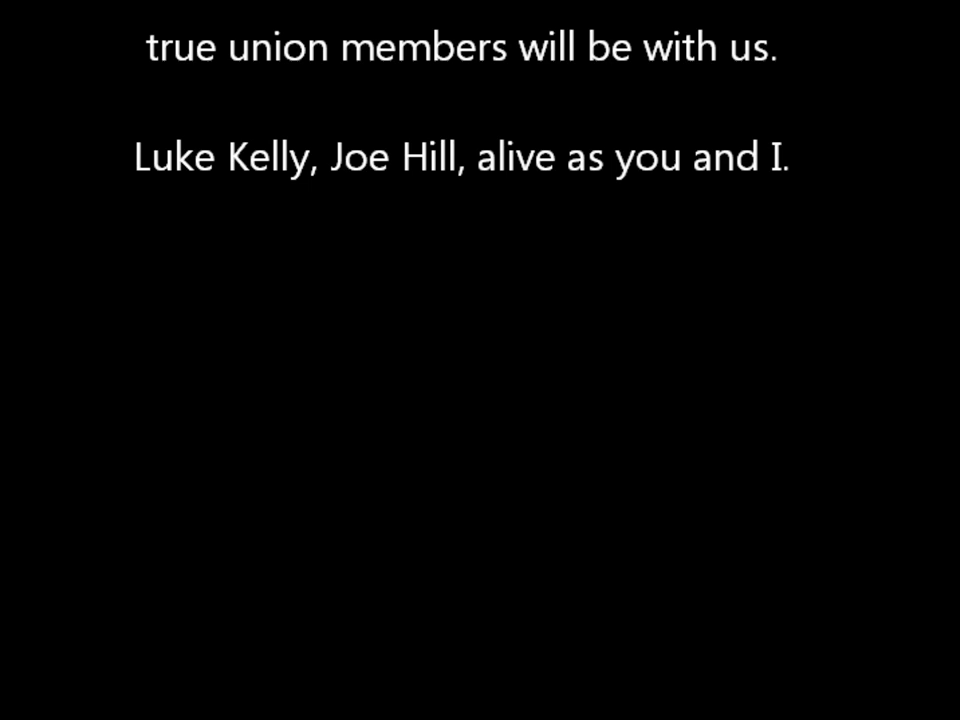 true union members will be with us.
Luke Kelly, Joe Hill, alive as you and I.